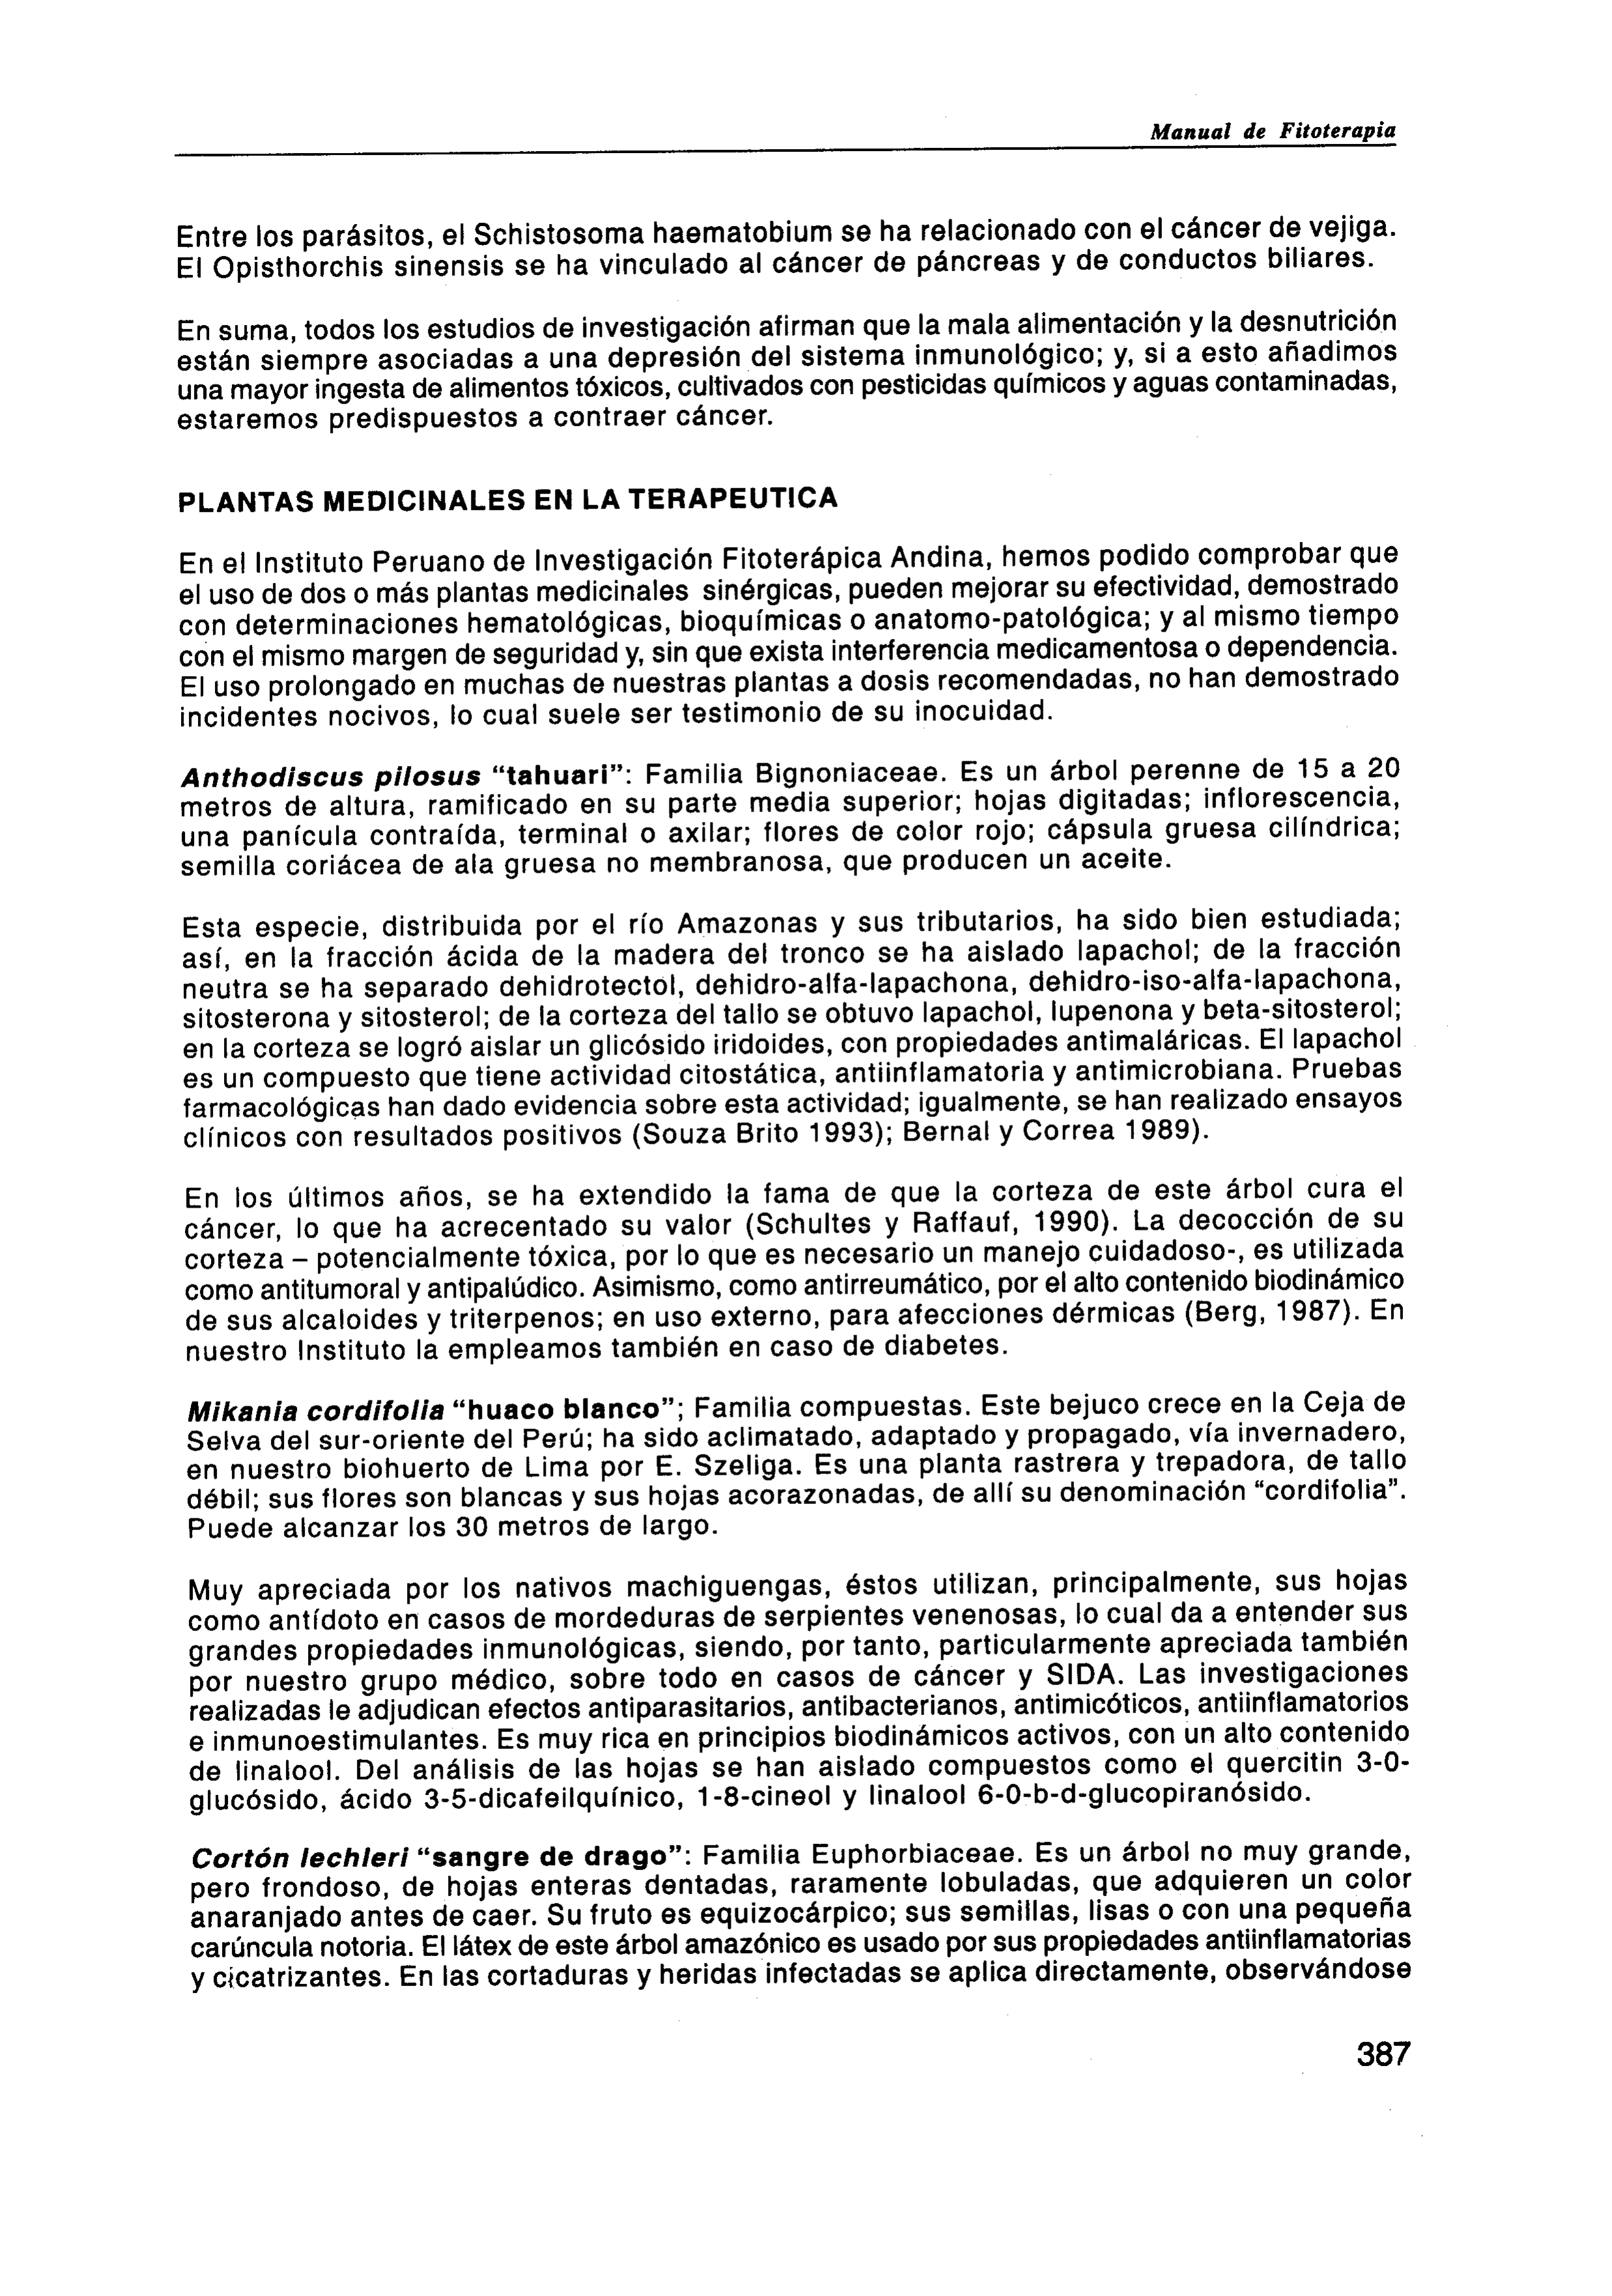 Manual de Fitoterapia
Entre los parásitos, el Schistosoma haematobium se ha relacionado con el cáncer de vejiga.
El Opisthorchis sinensis se ha vinculado al cáncer de páncreas y de conductos biliares.
En suma, todos los estudios de investigación afirman que la mala alimentación y la desnutrición
están siempre asociadas a una depresión del sistema inmunológico; y, si a esto añadimos
una mayor ingesta de alimentos tóxicos, cultivados con pesticidas químicos y aguas contaminadas,
estaremos predispuestos a contraer cáncer.
PLANTAS MEDICINALES EN LA TERAPEUTICA
En el Instituto Peruano de Investigación Fitoterápica Andina, hemos podido comprobar que
el uso de dos o más plantas medicinales sinérgicas, pueden mejorar su efectividad, demostrado
con determinaciones hematológicas, bioquímicas o anatomo-patológica; y al mismo tiempo
con el mismo margen de seguridad y, sin que exista interferencia medicamentosa o dependencia.
El uso prolongado en muchas de nuestras plantas a dosis recomendadas, no han demostrado
incidentes nocivos, lo cual suele ser testimonio de su inocuidad.
Anthodiscus pilosus "tahuari": Familia Bignoniaceae. Es un árbol perenne de 15 a 20
metros de altura, ramificado en su parte media superior; hojas digitadas; inflorescencia,
una panícula contraída, terminal o axilar; flores de color rojo; cápsula gruesa cilíndrica;
semilla coriácea de ala gruesa no membranosa, que producen un aceite.
Esta especie, distribuida por el río Amazonas y sus tributarios, ha sido bien estudiada;
así, en la fracción ácida de la madera del tronco se ha aislado lapachol; de la fracción
neutra se ha separado dehidrotectol, dehidro-alfa-lapachona, dehidro-iso-alfa-lapachona,
sitosterona y sitosterol; de la corteza del tallo se obtuvo lapachol, lupenona y beta-sitosterol;
en la corteza se logró aislar un glicósido iridoides, con propiedades antimaláricas. El lapachol
es un compuesto que tiene actividad citostática, antiinflamatoria y antimicrobiana. Pruebas
farmacológicas han dado evidencia sobre esta actividad; igualmente, se han realizado ensayos
clínicos con resultados positivos (Souza Brito 1993); Bernal y Correa 1989).
En los últimos años, se ha extendido la fama de que la corteza de este árbol cura el
cáncer, lo que ha acrecentado su valor (Schultes y Raffauf, 1990). La decocción de su
corteza – potencialmente tóxica, por lo que es necesario un manejo cuidadoso-, es utilizada
como antitumoral y antipalúdico. Asimismo, como antirreumático, por el alto contenido biodinámico
de sus alcaloides y triterpenos; en uso externo, para afecciones dérmicas (Berg, 1987). En
nuestro Instituto la empleamos también en caso de diabetes.
Mikania cordifolia "huaco blanco"; Familia compuestas. Este bejuco crece en la Ceja de
Selva del sur-oriente del Perú; ha sido aclimatado, adaptado y propagado, vía invernadero,
en nuestro biohuerto de Lima por E. Szeliga. Es una planta rastrera y trepadora, de tallo
débil; sus flores son blancas y sus hojas acorazonadas, de allí su denominación "cordifolia".
Puede alcanzar los 30 metros de largo.
Muy apreciada por los nativos machiguengas, éstos utilizan, principalmente, sus hojas
como antídoto en casos de mordeduras de serpientes venenosas, lo cual da a entender sus
grandes propiedades inmunológicas, siendo, por tanto, particularmente apreciada también
por nuestro grupo médico, sobre todo en casos de cáncer y SIDA. Las investigaciones
realizadas le adjudican efectos antiparasitarios, antibacterianos, antimicóticos, antiinflamatorios
e inmunoestimulantes. Es muy rica en principios biodinámicos activos, con un alto contenido
de linalool. Del análisis de las hojas se han aislado compuestos como el quercitin 3-0-
glucósido, ácido 3-5-dicafeilquínico, 1-8-cineol y linalool 6-0-b-d-glucopiranósido.
Cortón lechleri "sangre de drago": Familia Euphorbiaceae. Es un árbol no muy grande,
pero frondoso, de hojas enteras dentadas, raramente lobuladas, que adquieren un color
anaranjado antes de caer. Su fruto es equizocárpico; sus semillas, lisas o con una pequeña
carúncula notoria. El látex de este árbol amazónico es usado por sus propiedades antiinflamatorias
y cicatrizantes. En las cortaduras y heridas infectadas se aplica directamente, observándose
387